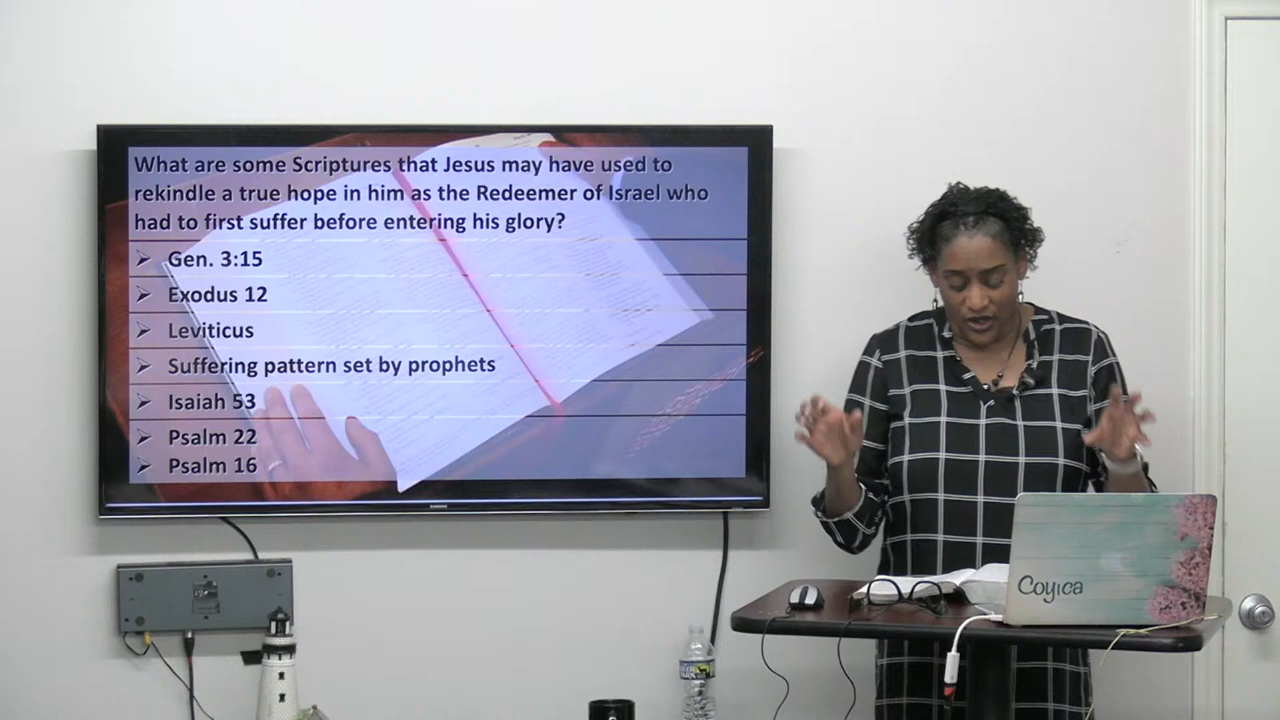 What are some Scriptures that Jesus may have used to
rekindle a true hope in him as the Redeemer of Israel who
had to first suffer before entering his glory?
Gen. 3:15
Exodus 12
Leviticus
Suffering pattern set by prophets
Isaiah 53
Psalm 22
Psalm 16
SAMSUNG
Coyica